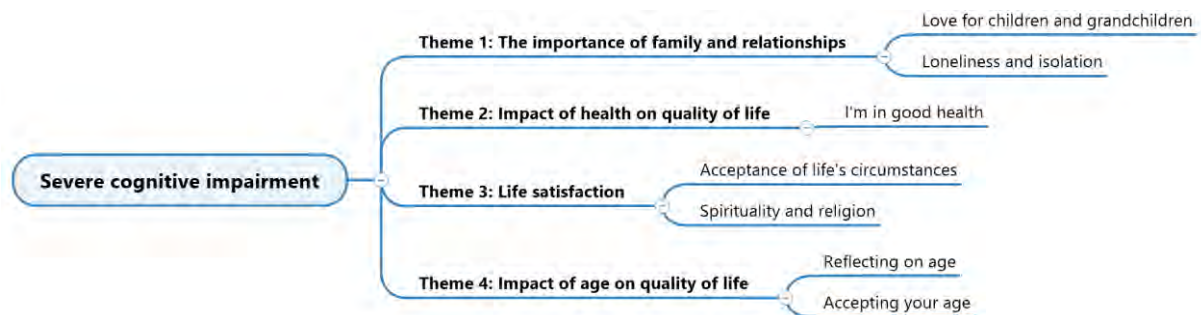 Severe cognitive impairment
Theme 1: The importance of family and relationships
Love for children and grandchildren
Loneliness and isolation
Theme 2: Impact of health on quality of life
I'm in good health
Theme 3: Life satisfaction
Acceptance of life's circumstances
Spirituality and religion
Theme 4: Impact of age on quality of life
Reflecting on age
Accepting your age